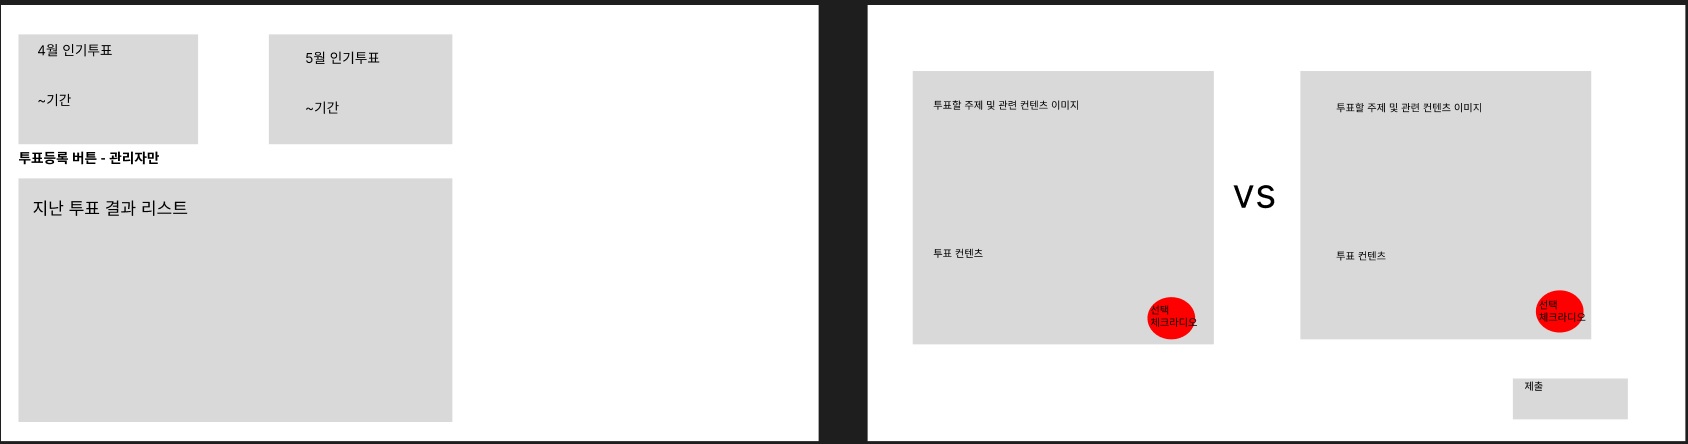 4월 인기투표
~기간
5월 인기투표
~기간
투표등록 버튼 - 관리자만
지난 투표 결과 리스트
투표할 주제 및 관련 컨텐츠 이미지
투표 컨텐츠
선택
체크라디오
VS
투표할 주제 및 관련 컨텐츠 이미지
투표 컨텐츠
선택
체크라디오
제출